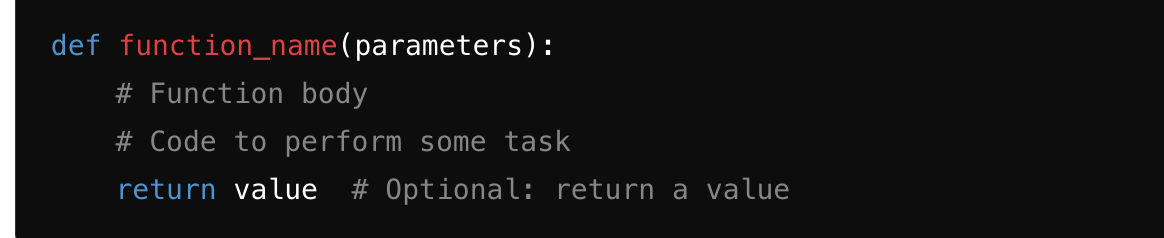 def function_name(parameters):
    # Function body
    # Code to perform some task
    return value  # Optional: return a value